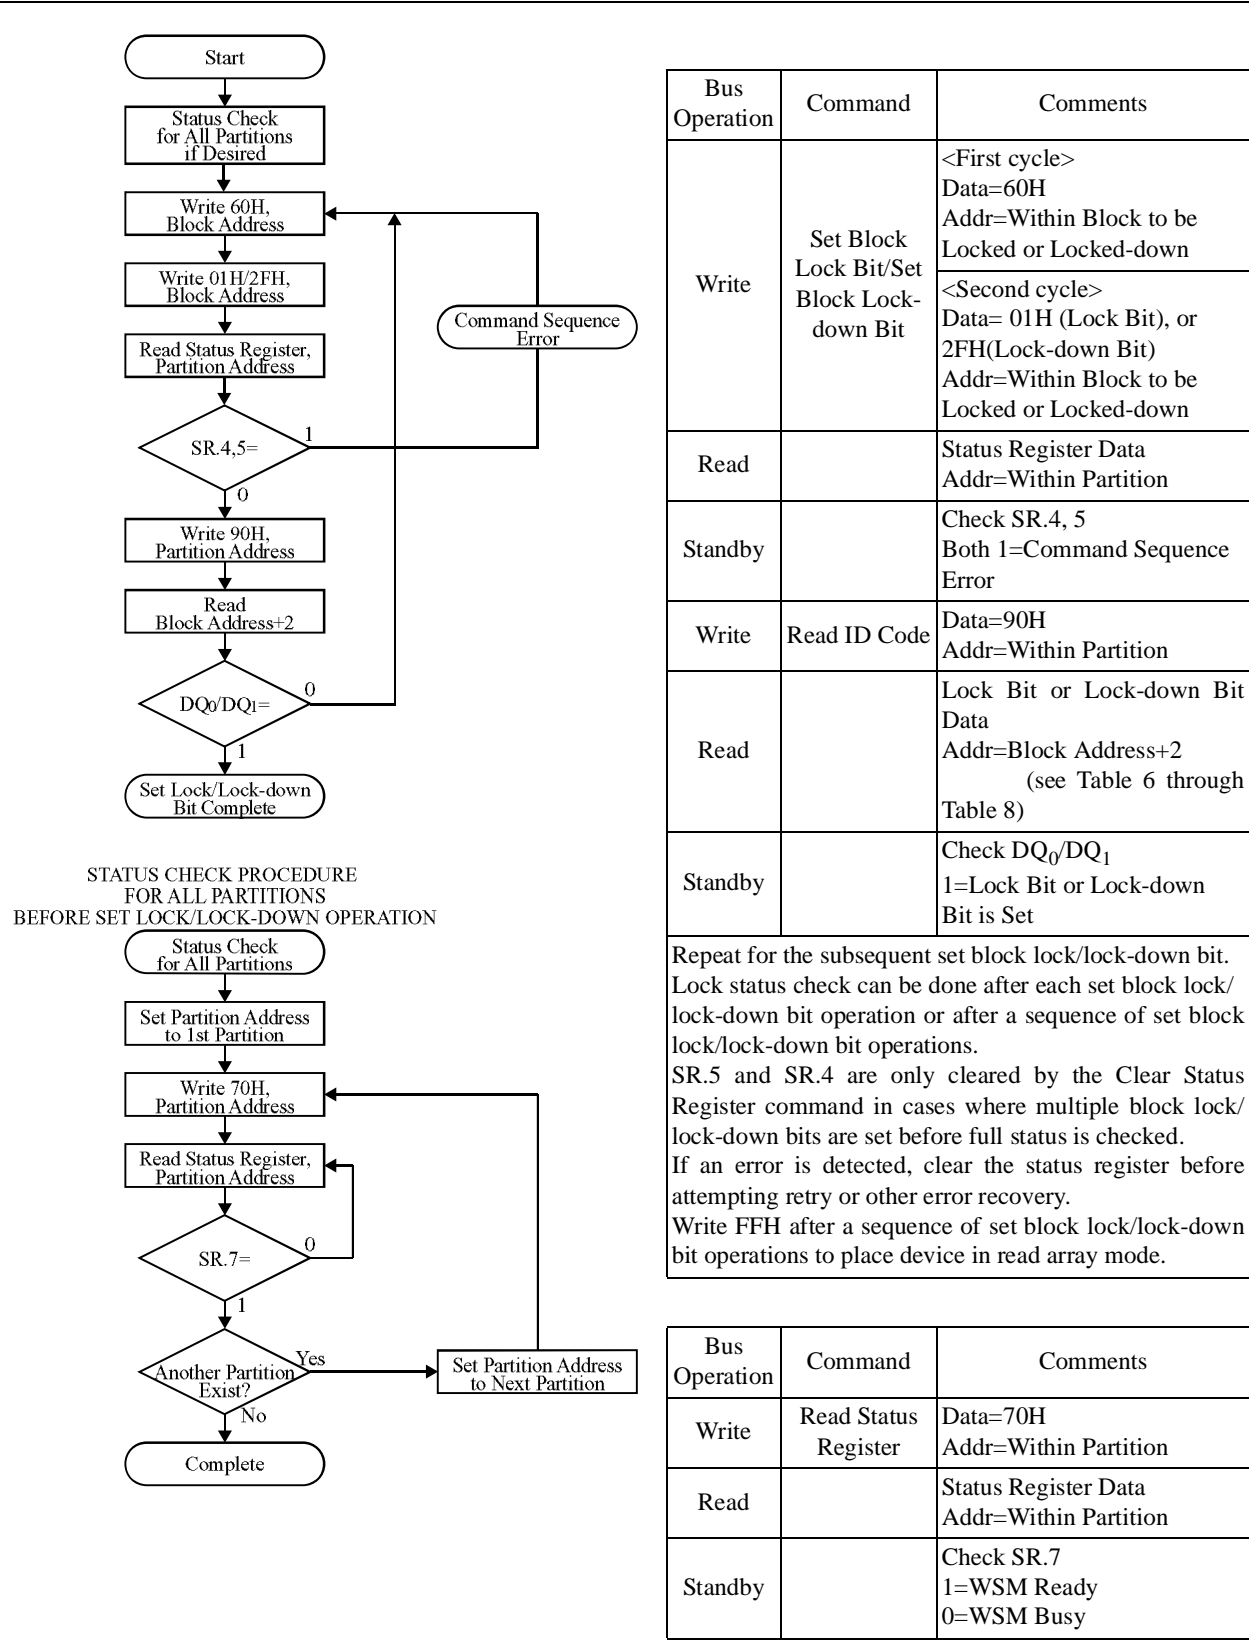 Start
Status Check
for All Partitions
if Desired
Write 60H,
Block Address
Write 01H/2FH,
Block Address
Read Status Register,
Partition Address
Command Sequence
Error
SR.4,5=
1
0
Write 90H,
Partition Address
Read
Block Address+2
DQ0/DQ1=
0
1
Set Lock/Lock-down
Bit Complete
STATUS CHECK PROCEDURE
FOR ALL PARTITIONS
BEFORE SET LOCK/LOCK-DOWN OPERATION
Status Check
for All Partitions
Set Partition Address
to 1st Partition
Write 70H,
Partition Address
Read Status Register,
Partition Address
SR.7=
0
1
Another Partition
Exist?
Yes
No
Set Partition Address
to Next Partition
Complete
Bus
Operation
Command
Comments
Write
Set Block
Lock Bit/Set
Block Lock-
down Bit
<First cycle>
Data=60H
Addr=Within Block to be
Locked or Locked-down
<Second cycle>
Data= 01H (Lock Bit), or
2FH(Lock-down Bit)
Addr=Within Block to be
Locked or Locked-down
Read
Status Register Data
Addr=Within Partition
Standby
Check SR.4, 5
Both 1=Command Sequence
Error
Write
Read ID Code
Data=90H
Addr=Within Partition
Read
Lock Bit or Lock-down Bit
Data
Addr=Block Address+2
(see Table 6 through
Table 8)
Standby
Check DQ0/DQ1
1=Lock Bit or Lock-down
Bit is Set
Repeat for the subsequent set block lock/lock-down bit.
Lock status check can be done after each set block lock/
lock-down bit operation or after a sequence of set block
lock/lock-down bit operations.
SR.5 and SR.4 are only cleared by the Clear Status
Register command in cases where multiple block lock/
lock-down bits are set before full status is checked.
If an error is detected, clear the status register before
attempting retry or other error recovery.
Write FFH after a sequence of set block lock/lock-down
bit operations to place device in read array mode.
Bus
Operation
Command
Comments
Write
Read Status
Register
Data=70H
Addr=Within Partition
Read
Status Register Data
Addr=Within Partition
Standby
Check SR.7
1=WSM Ready
0=WSM Busy